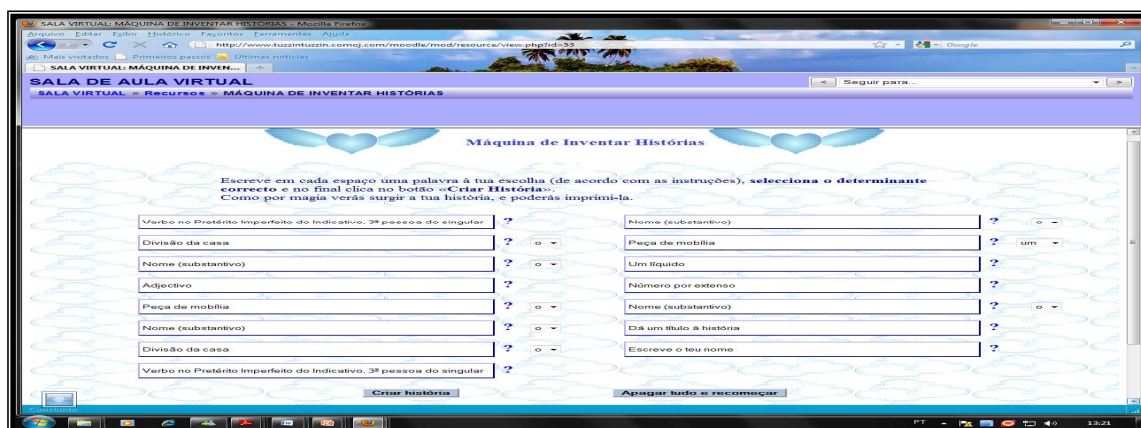 SALA VIRTUAL: MÁQUINA DE INVENTAR HISTÓRIAS - Mozilla Firefox
Arquivo Editar Exibir Histórico Favoritos Ferramentas Ajuda
http://www.tuzzintuzzin.comoj.com/moodle/mod/resource/view.php?id=53
Google
Mais visitados Primeiros passos Últimas notícias
SALA VIRTUAL: MÁQUINA DE INVEN...
SALA DE AULA VIRTUAL
Seguir para...
SALA VIRTUAL » Recursos » MÁQUINA DE INVENTAR HISTÓRIAS
Máquina de Inventar Histórias
Escreve em cada espaço uma palavra à tua escolha (de acordo com as instruções), selecciona o determinante
correcto e no final clica no botão «Criar História».
Como por magia verás surgir a tua história, e poderás imprimi-la.
Verbo no Pretérito Imperfeito do Indicativo, 3ª pessoa do singular ? Nome (substantivo) ? o
Divisão da casa ? o Peça de mobília ? um
Nome (substantivo) ? o Um líquido ?
Adjectivo ? Número por extenso ?
Peça de mobília ? o Nome (substantivo) ? o
Nome (substantivo) ? o Dá um título à história ?
Divisão da casa ? o Escreve o teu nome ?
Verbo no Pretérito Imperfeito do Indicativo, 3ª pessoa do singular ?
Criar história Apagar tudo e recomeçar
Concluído
PT 13:21